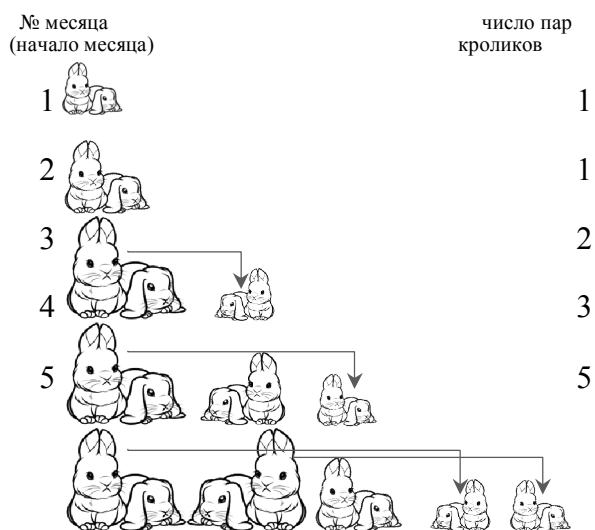 № месяца
(начало месяца)
число пар
кроликов
1 1
2 1
3 2
4 3
5 5